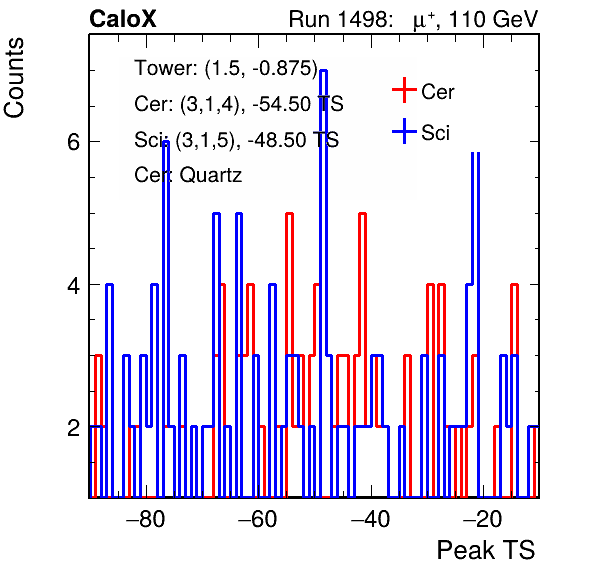 CaloX Run 1498: μ⁺, 110 GeV
Counts
Tower: (1.5, -0.875)
Cer: (3,1,4), -54.50 TS
Sci: (3,1,5), -48.50 TS
Cer: Quartz
Cer
Sci
6
4
2
−80 −60 −40 −20
Peak TS